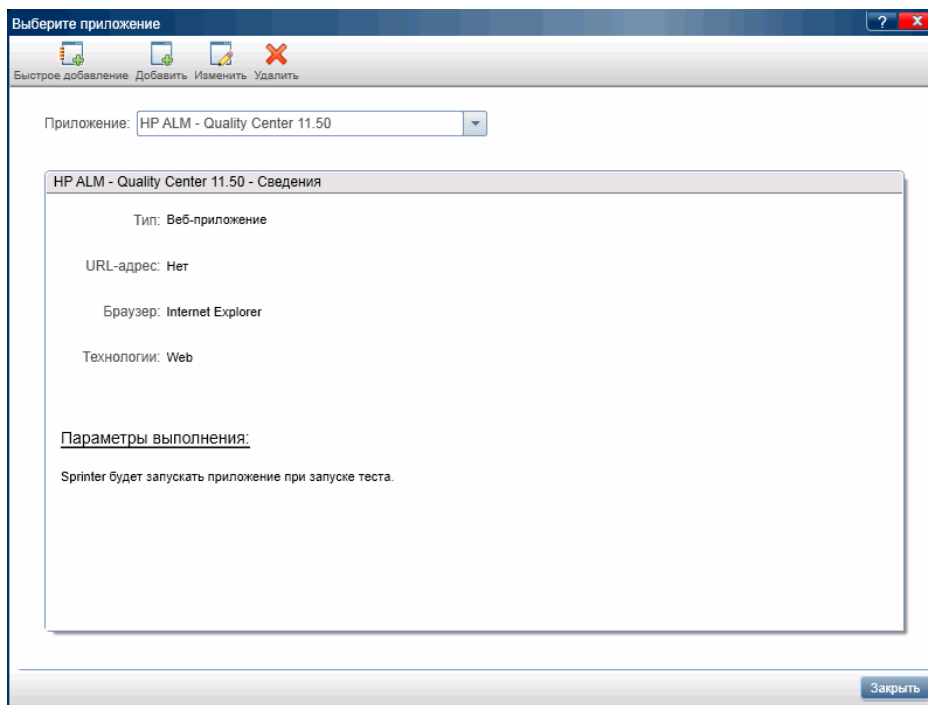 Выберите приложение
?
X
Быстрое добавление Добавить Изменить Удалить
Приложение: HP ALM - Quality Center 11.50
HP ALM - Quality Center 11.50 - Сведения
Тип: Веб-приложение
URL-адрес: Нет
Браузер: Internet Explorer
Технологии: Web
Параметры выполнения:
Sprinter будет запускать приложение при запуске теста.
Закрыть